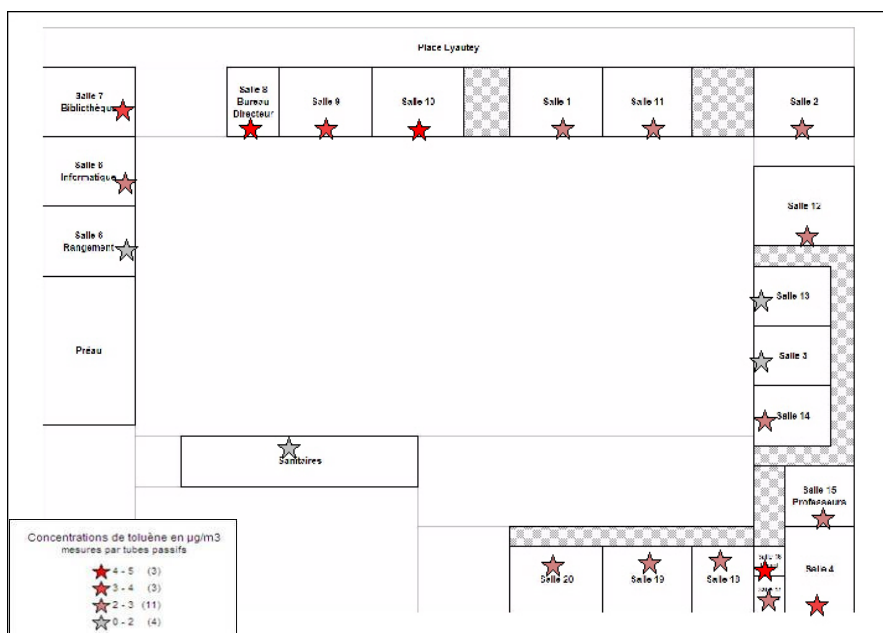 Place Lyautey
Salle 7
Bibliothèque
Salle 8
Bureau
Directeur
Salle 9
Salle 10
Salle 1
Salle 11
Salle 2
Informatique
Salle 12
Rangement
Salle 13
Préau
Salle 3
Salle 14
Sanitaires
Salle 15
Professeurs
Salle 16
Salle 4
Salle 20
Salle 19
Salle 18
Concentrations de toluène en µg/m3
mesures par tubes passifs
4 - 5 (3)
3 - 4 (3)
2 - 3 (11)
0 - 2 (4)